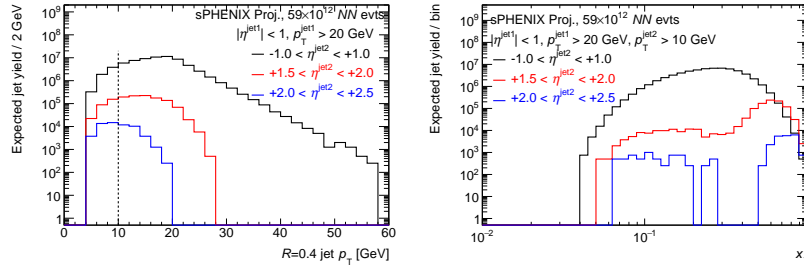 sPHENIX Proj., 59×10¹² NN evts
|η^jet1| < 1, p_T^jet1 > 20 GeV
-1.0 < η^jet2 < +1.0
+1.5 < η^jet2 < +2.0
+2.0 < η^jet2 < +2.5
Expected jet yield / 2 GeV
10⁹
10⁸
10⁷
10⁶
10⁵
10⁴
10³
10²
10
1
0 10 20 30 40 50 60
R=0.4 jet p_T [GeV]
sPHENIX Proj., 59×10¹² NN evts
|η^jet1| < 1, p_T^jet1 > 20 GeV, p_T^jet2 > 10 GeV
-1.0 < η^jet2 < +1.0
+1.5 < η^jet2 < +2.0
+2.0 < η^jet2 < +2.5
Expected jet yield / bin
10⁹
10⁸
10⁷
10⁶
10⁵
10⁴
10³
10²
10
1
10⁻² 10⁻¹
x